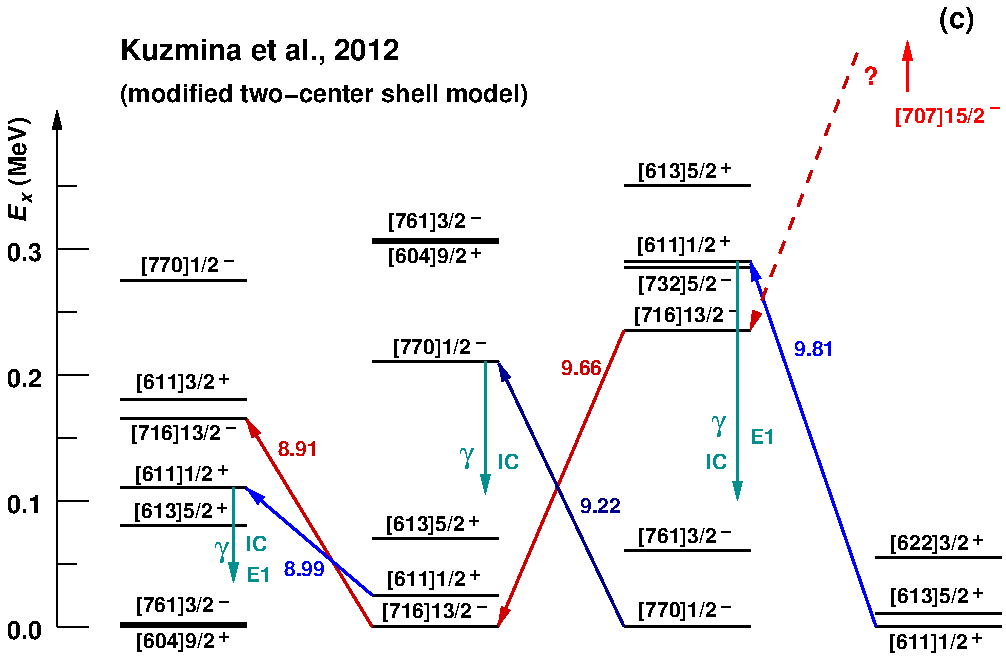 (c)
Kuzmina et al., 2012
(modified two−center shell model)
?
[707]15/2−
Ex (MeV)
0.3
0.2
0.1
0.0
[770]1/2−
[611]3/2+
[716]13/2−
[611]1/2+
[613]5/2+
γ
IC
E1
[761]3/2−
[604]9/2+
8.91
8.99
[761]3/2−
[604]9/2+
[770]1/2−
γ
IC
[613]5/2+
[611]1/2+
[716]13/2−
9.66
9.22
[613]5/2+
[611]1/2+
[732]5/2−
[716]13/2−
γ
E1
IC
[761]3/2−
[770]1/2−
9.81
[622]3/2+
[613]5/2+
[611]1/2+